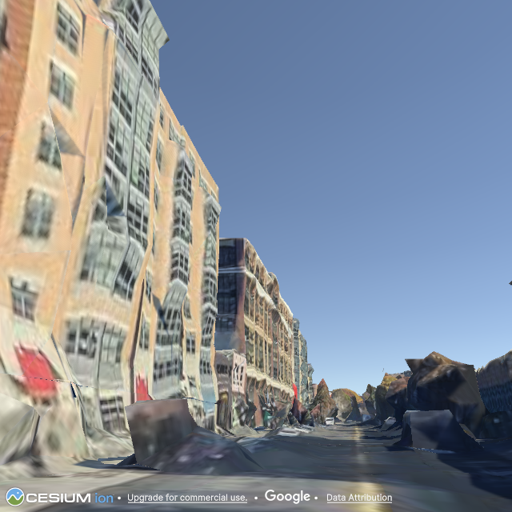 CESIUM ion • Upgrade for commercial use. • Google • Data Attribution